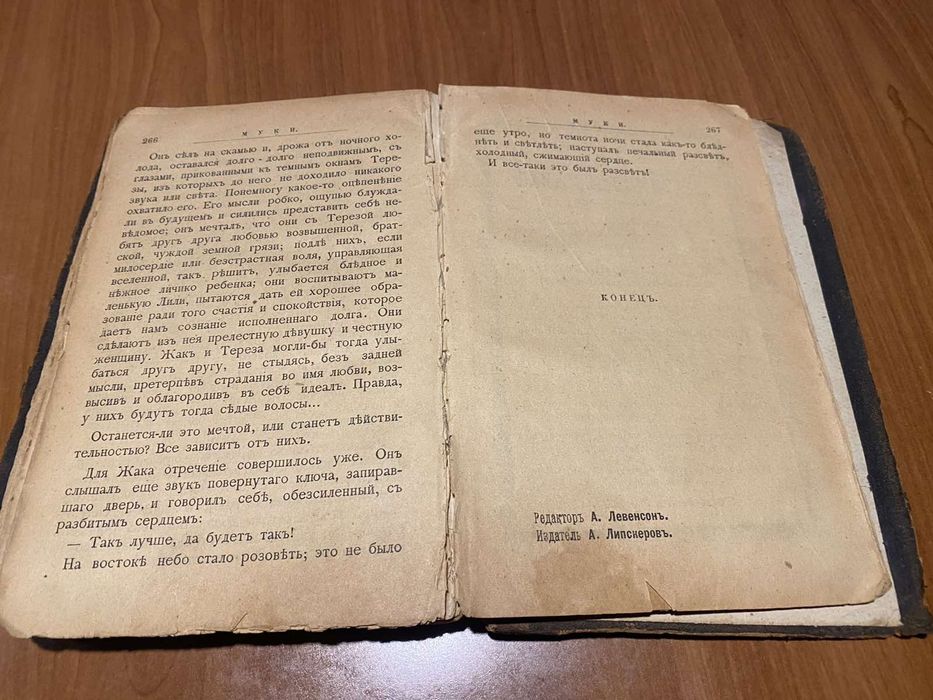 266
МУКИ.
Онъ сѣлъ на скамью и, дрожа отъ ночного хо-
лода, оставался долго-долго неподвижнымъ, съ
глазами, прикованными къ темнымъ окнамъ Тере-
зы, изъ которыхъ до него не доходило никакого
звука или свѣта. Понемногу какое-то оцѣпенѣніе
охватило его. Его мысли робко, ощупью блужда-
ли въ будущемъ и силились представить себѣ не-
вѣдомое; онъ мечталъ, что они съ Терезой лю-
бятъ другъ друга любовью возвышенной, брат-
ской, чуждой земной грязи; подлѣ нихъ, если
милосердіе или безстрастная воля, управляющая
вселенной, такъ рѣшитъ, улыбается блѣдное и
нѣжное личико ребенка; они воспитываютъ ма-
ленькую Лили, пытаются дать ей хорошее обра-
зованіе ради того счастія и спокойствія, которое
даетъ намъ сознаніе исполненнаго долга. Они
сдѣлаютъ изъ нея прелестную дѣвушку и честную
женщину. Жакъ и Тереза могли-бы тогда улы-
баться другъ другу, не стыдясь, безъ задней
мысли, претерпѣвъ страданія во имя любви, воз-
высивъ и облагородивъ въ себѣ идеалъ. Правда,
у нихъ будутъ тогда сѣдые волосы...
Останется-ли это мечтой, или станетъ дѣйстви-
тельностью? Все зависитъ отъ нихъ.
Для Жака отреченіе совершилось уже. Онъ
слышалъ еще звукъ повернутаго ключа, запирав-
шаго дверь, и говорилъ себѣ, обезсиленный, съ
разбитымъ сердцемъ:
— Такъ лучше, да будетъ такъ!
На востокѣ небо стало розовѣть; это не было
МУКИ.
267
еще утро, но темнота ночи стала какъ-то блѣд-
нѣть и свѣтлѣть; наступалъ печальный разсвѣтъ,
холодный, сжимающій сердце.
И все-таки это былъ разсвѣтъ!
КОНЕЦЪ.
Редакторъ А. Левенсонъ.
Издатель А. Липскеровъ.